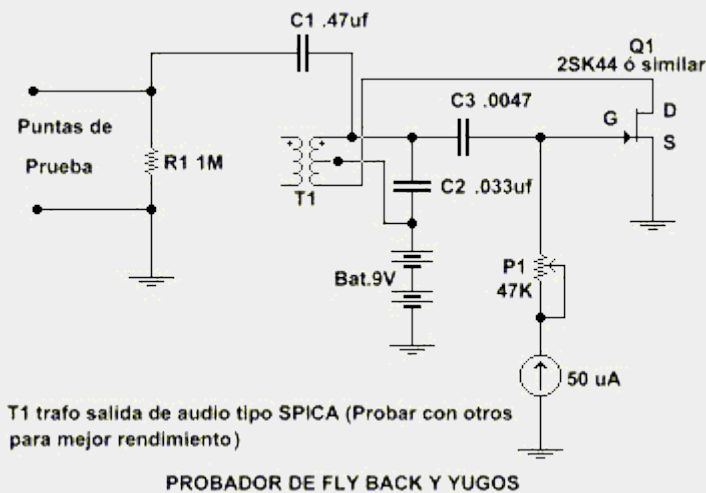 C1 .47uf
Q1
2SK44 ó similar
C3 .0047
G
D
S
Puntas de
Prueba
R1 1M
+
+
T1
C2 .033uf
Bat.9V
P1
47K
50 uA
T1 trafo salida de audio tipo SPICA (Probar con otros
para mejor rendimiento)
PROBADOR DE FLY BACK Y YUGOS